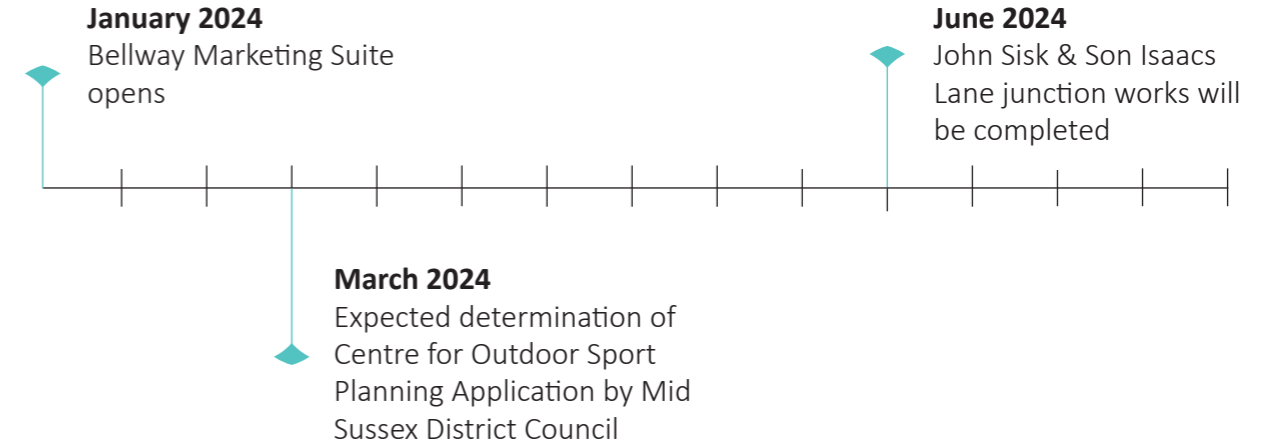 January 2024
Bellway Marketing Suite
opens
March 2024
Expected determination of
Centre for Outdoor Sport
Planning Application by Mid
Sussex District Council
June 2024
John Sisk & Son Isaacs
Lane junction works will
be completed